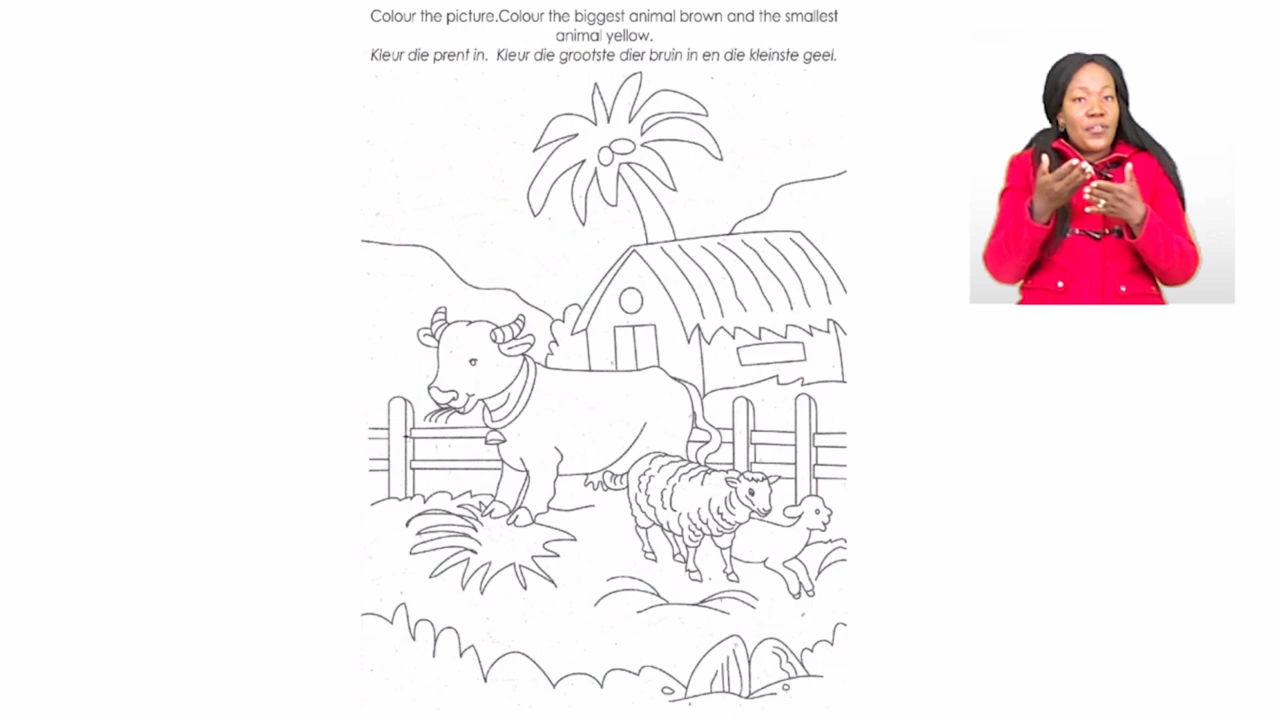 Colour the picture.Colour the biggest animal brown and the smallest
animal yellow.
Kleur die prent in. Kleur die grootste dier bruin in en die kleinste geel.